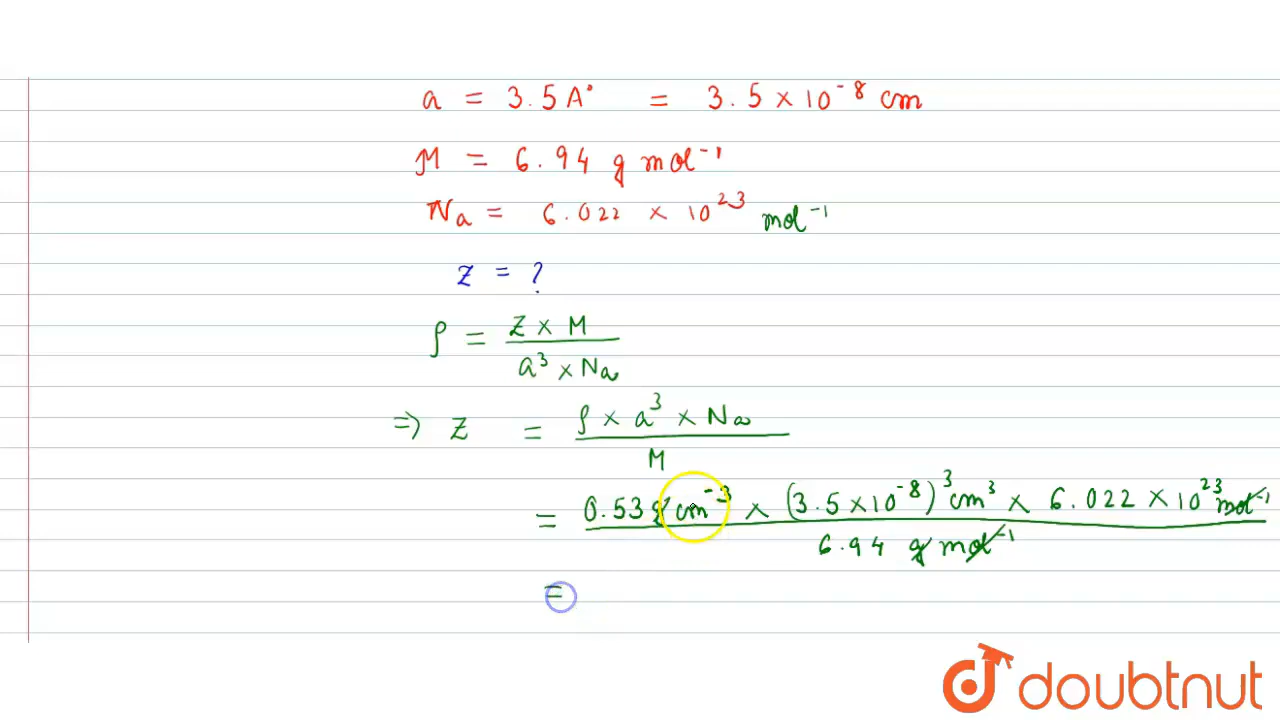 a = 3.5 A° = 3.5 × 10⁻⁸ cm
M = 6.94 g mol⁻¹
Na = 6.022 × 10²³ mol⁻¹
Z = ?
ρ = Z × M / a³ × Na
⇒ Z = ρ × a³ × Na / M
= 0.53 g cm⁻³ × (3.5 × 10⁻⁸)³ cm³ × 6.022 × 10²³ mol⁻¹ / 6.94 g mol⁻¹
=
doubtnut